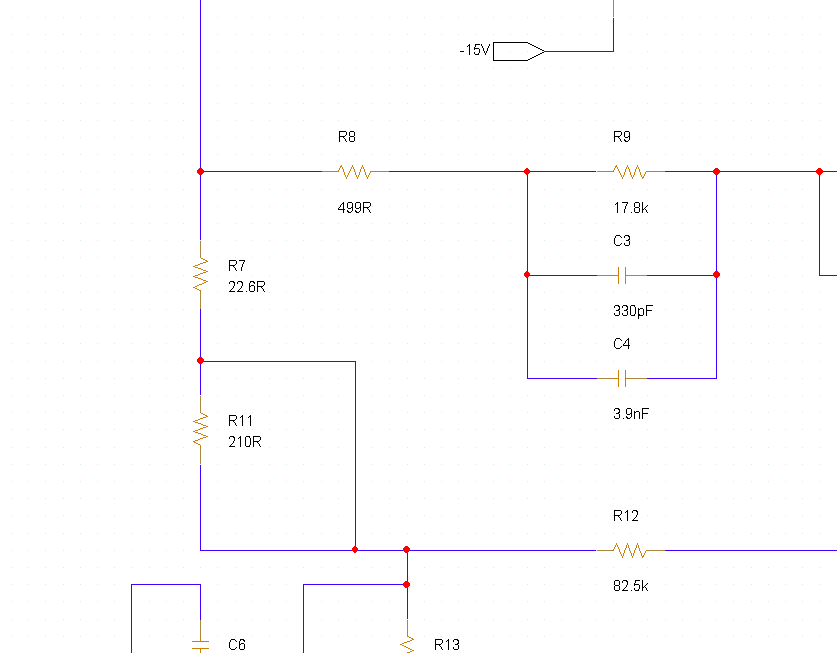 -15V
R8
R9
499R
17.8k
C3
R7
22.6R
330pF
C4
3.9nF
R11
210R
R12
82.5k
C6
R13